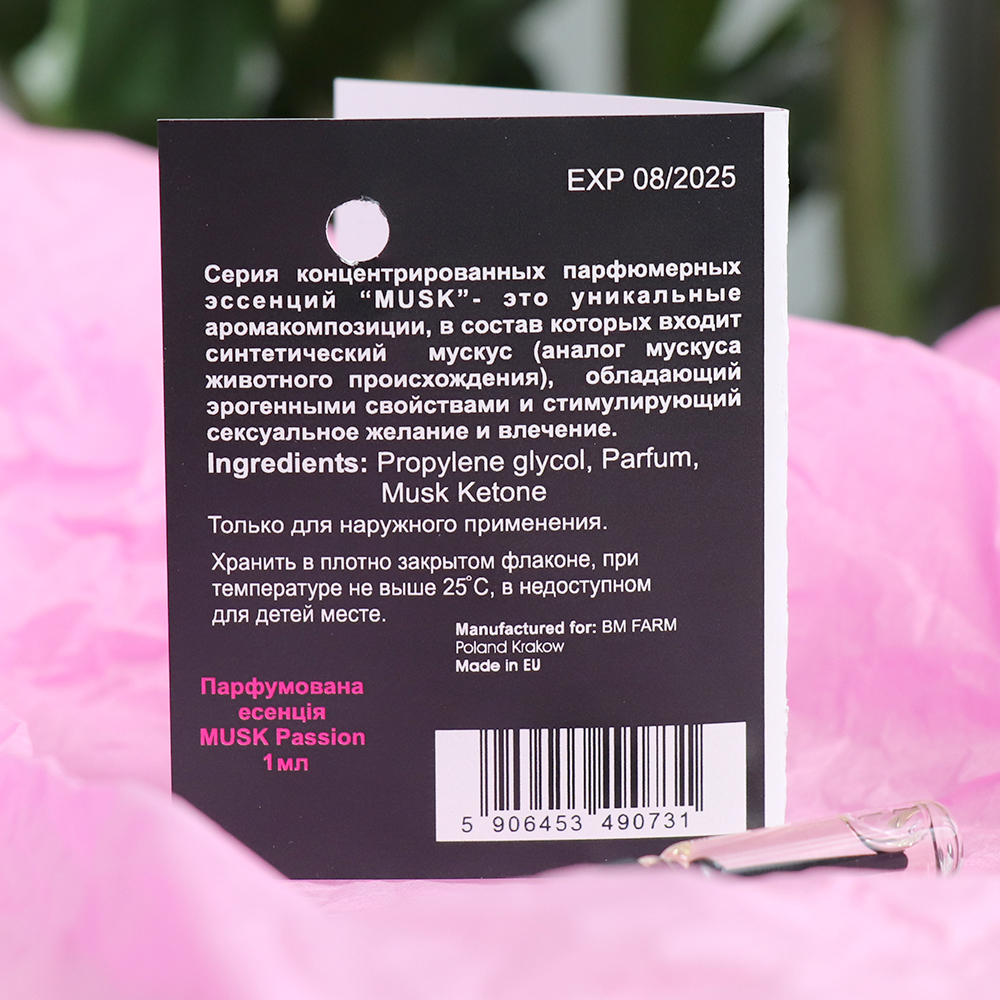 EXP 08/2025
Серия концентрированных парфюмерных
эссенций “MUSK”- это уникальные
аромакомпозиции, в состав которых входит
синтетический мускус (аналог мускуса
животного происхождения), обладающий
эрогенными свойствами и стимулирующий
сексуальное желание и влечение.
Ingredients: Propylene glycol, Parfum,
Musk Ketone
Только для наружного применения.
Хранить в плотно закрытом флаконе, при
температуре не выше 25˚C, в недоступном
для детей месте.
Manufactured for: BM FARM
Poland Krakow
Made in EU
Парфумована
есенція
MUSK Passion
1мл
5 906453 490731